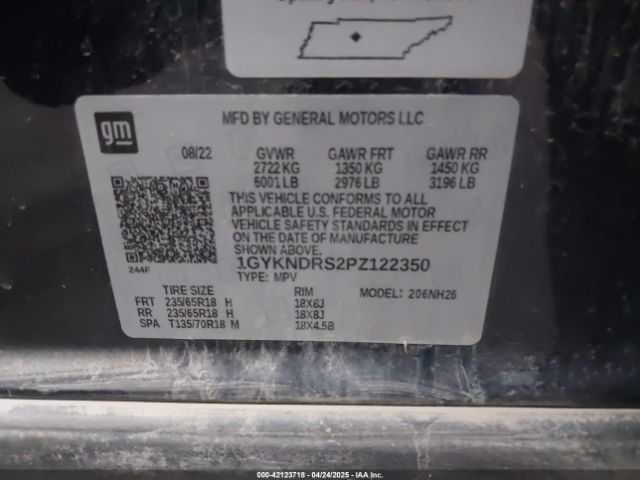 gm
MFD BY GENERAL MOTORS LLC
08/22 GVWR GAWR FRT GAWR RR
2722 KG 1350 KG 1450 KG
6001 LB 2976 LB 3196 LB
THIS VEHICLE CONFORMS TO ALL
APPLICABLE U.S. FEDERAL MOTOR
VEHICLE SAFETY STANDARDS IN EFFECT
ON THE DATE OF MANUFACTURE
SHOWN ABOVE.
1GYKNDRS2PZ122350
244F
TYPE: MPV
TIRE SIZE RIM MODEL: 206NH26
FRT 235/65R18 H 18X8J
RR 235/65R18 H 18X8J
SPA T135/70R18 M 18X4.5B
000-42123718 - 04/24/2025 - IAA, Inc.